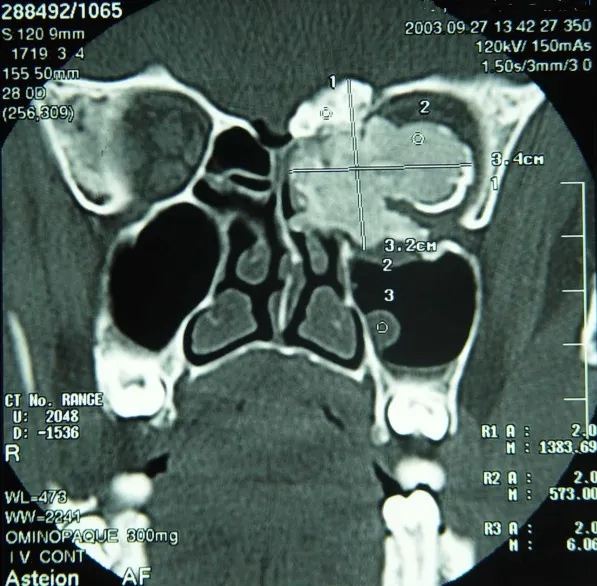 288492/1065
S 120 9mm
1719 3 4
155 50mm
28 0D
(256,309)
2003 09 27 13 42 27 350
120kV/ 150mAs
1.50s/3mm/3 0
1
2
3.4CM
1
3.2CM
2
3
CT No. RANGE
U: 2048
D: -1536
R
WL=473
WW=2241
OMINOPAQUE 300mg
I V CONT
Asteion AF
R1 A : 2.0
M : 1383.69
R2 A : 2.0
M : 573.00
R3 A : 2.0
M : 6.06